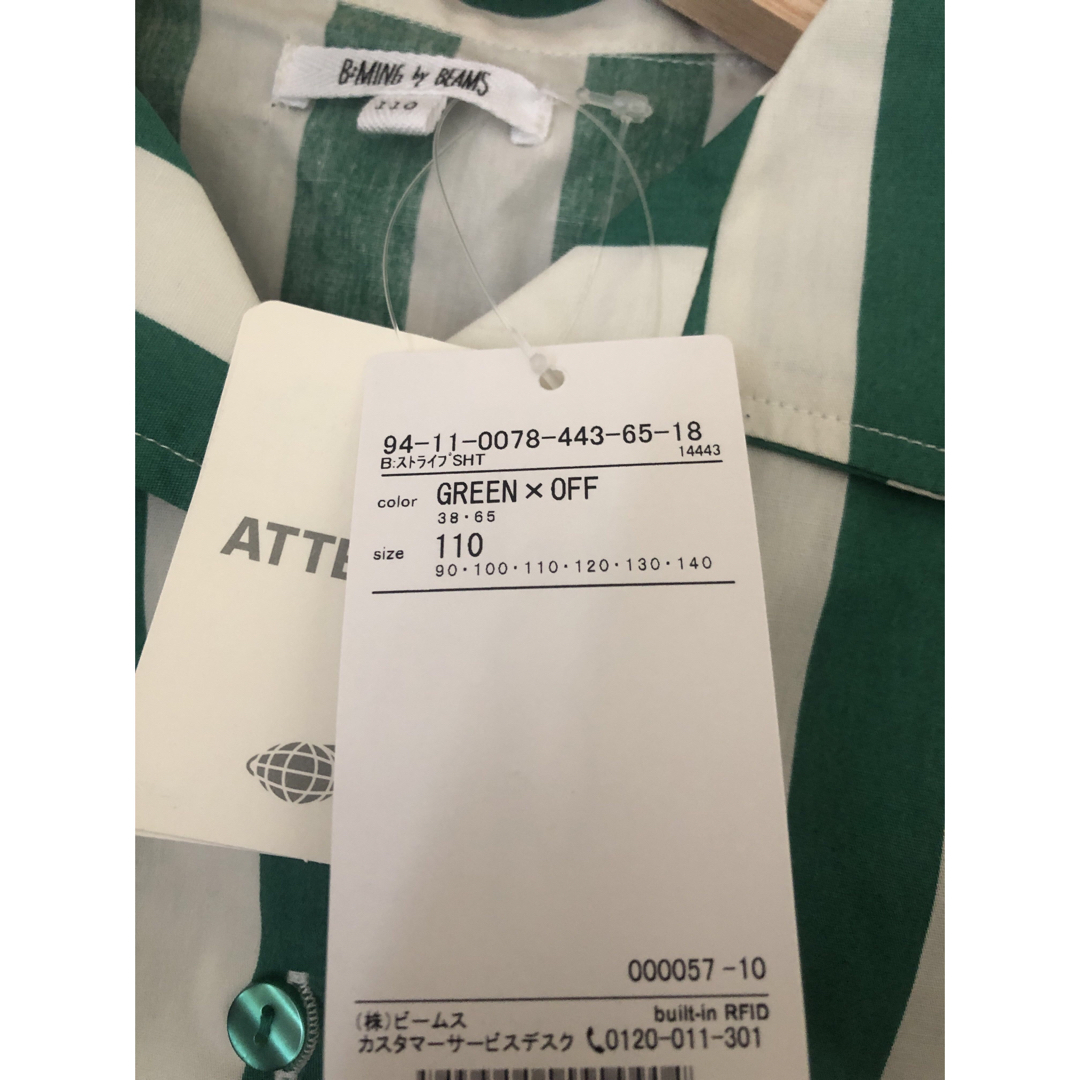 B:MING by BEAMS
110
94-11-0078-443-65-18
B:ストライプSHT 14443
color GREEN×OFF
38・65
size 110
90・100・110・120・130・140
ATTE
000057-10
(株)ビームス built-in RFID
カスタマーサービスデスク 0120-011-301